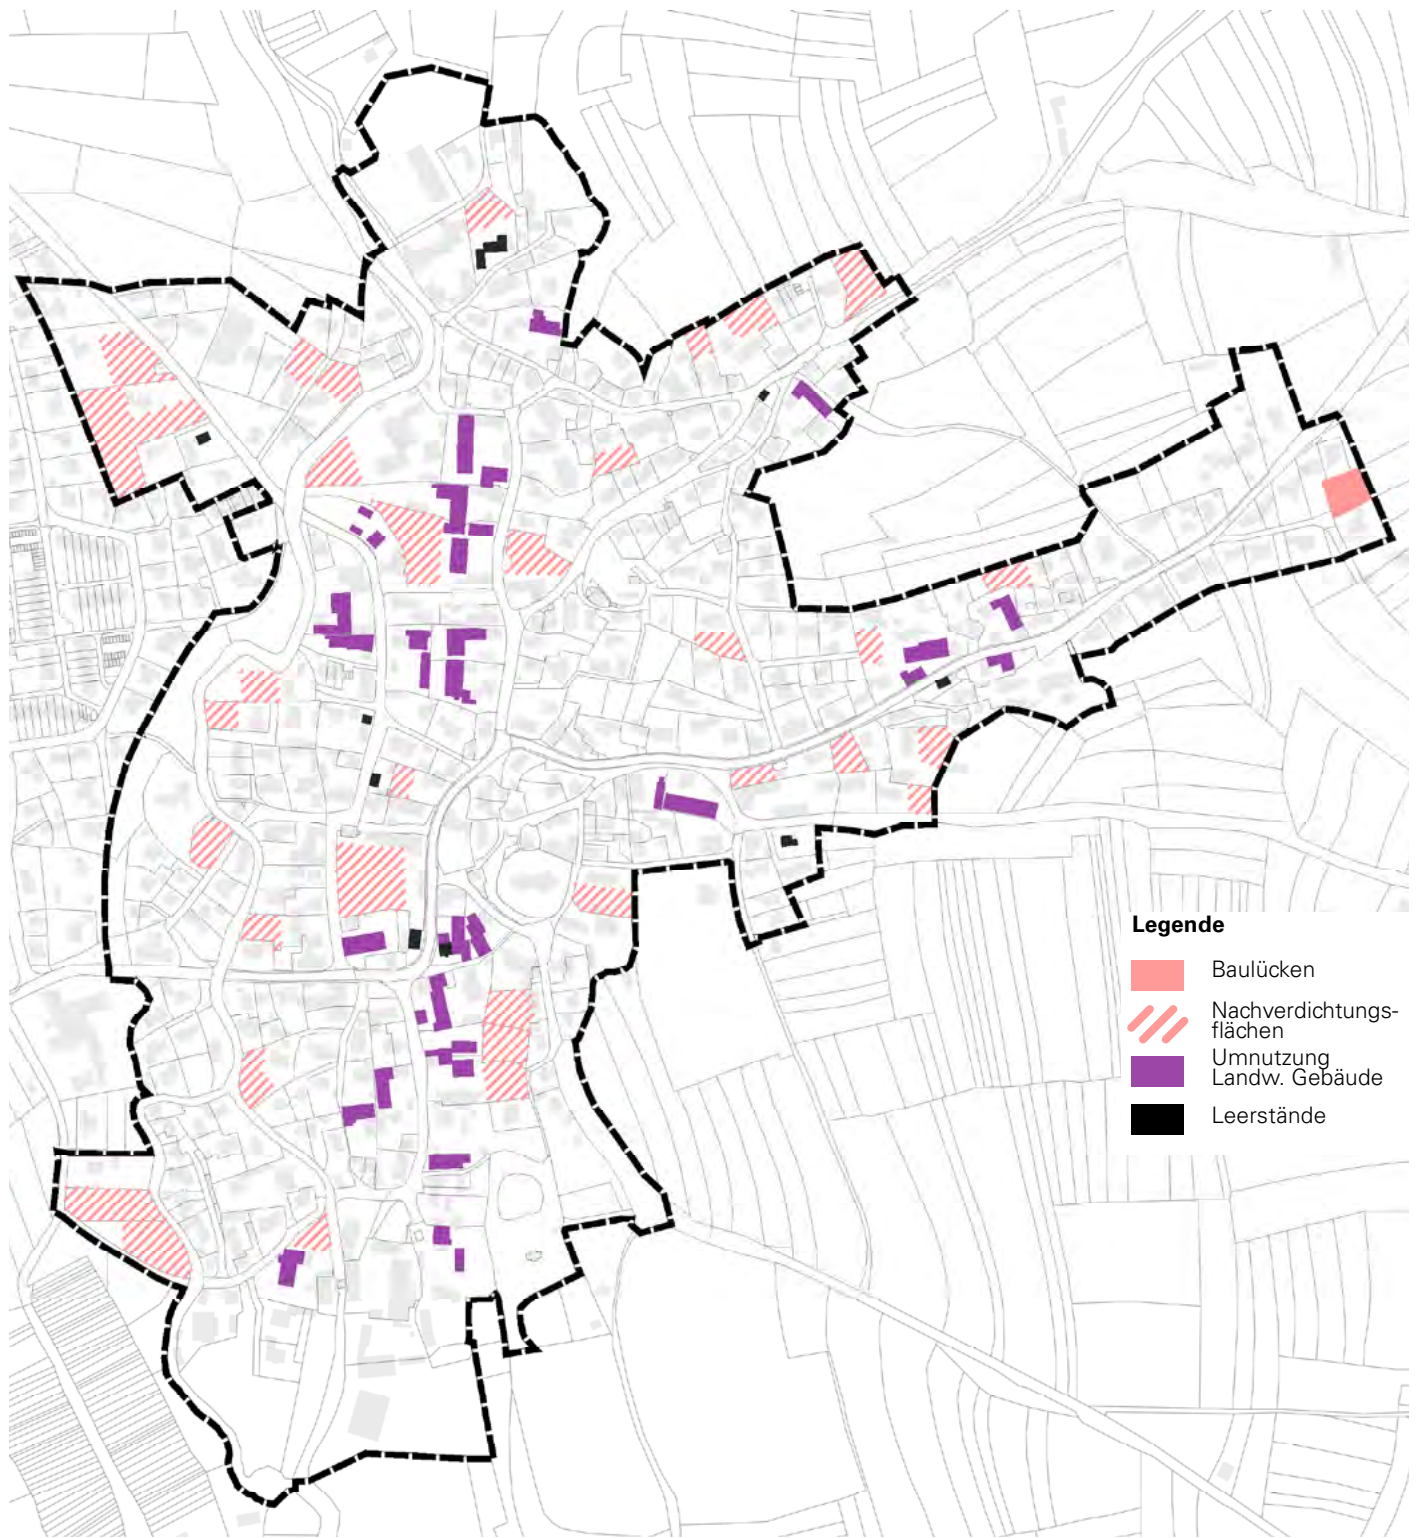 Legende
Baulücken
Nachverdichtungs-
flächen
Umnutzung
Landw. Gebäude
Leerstände